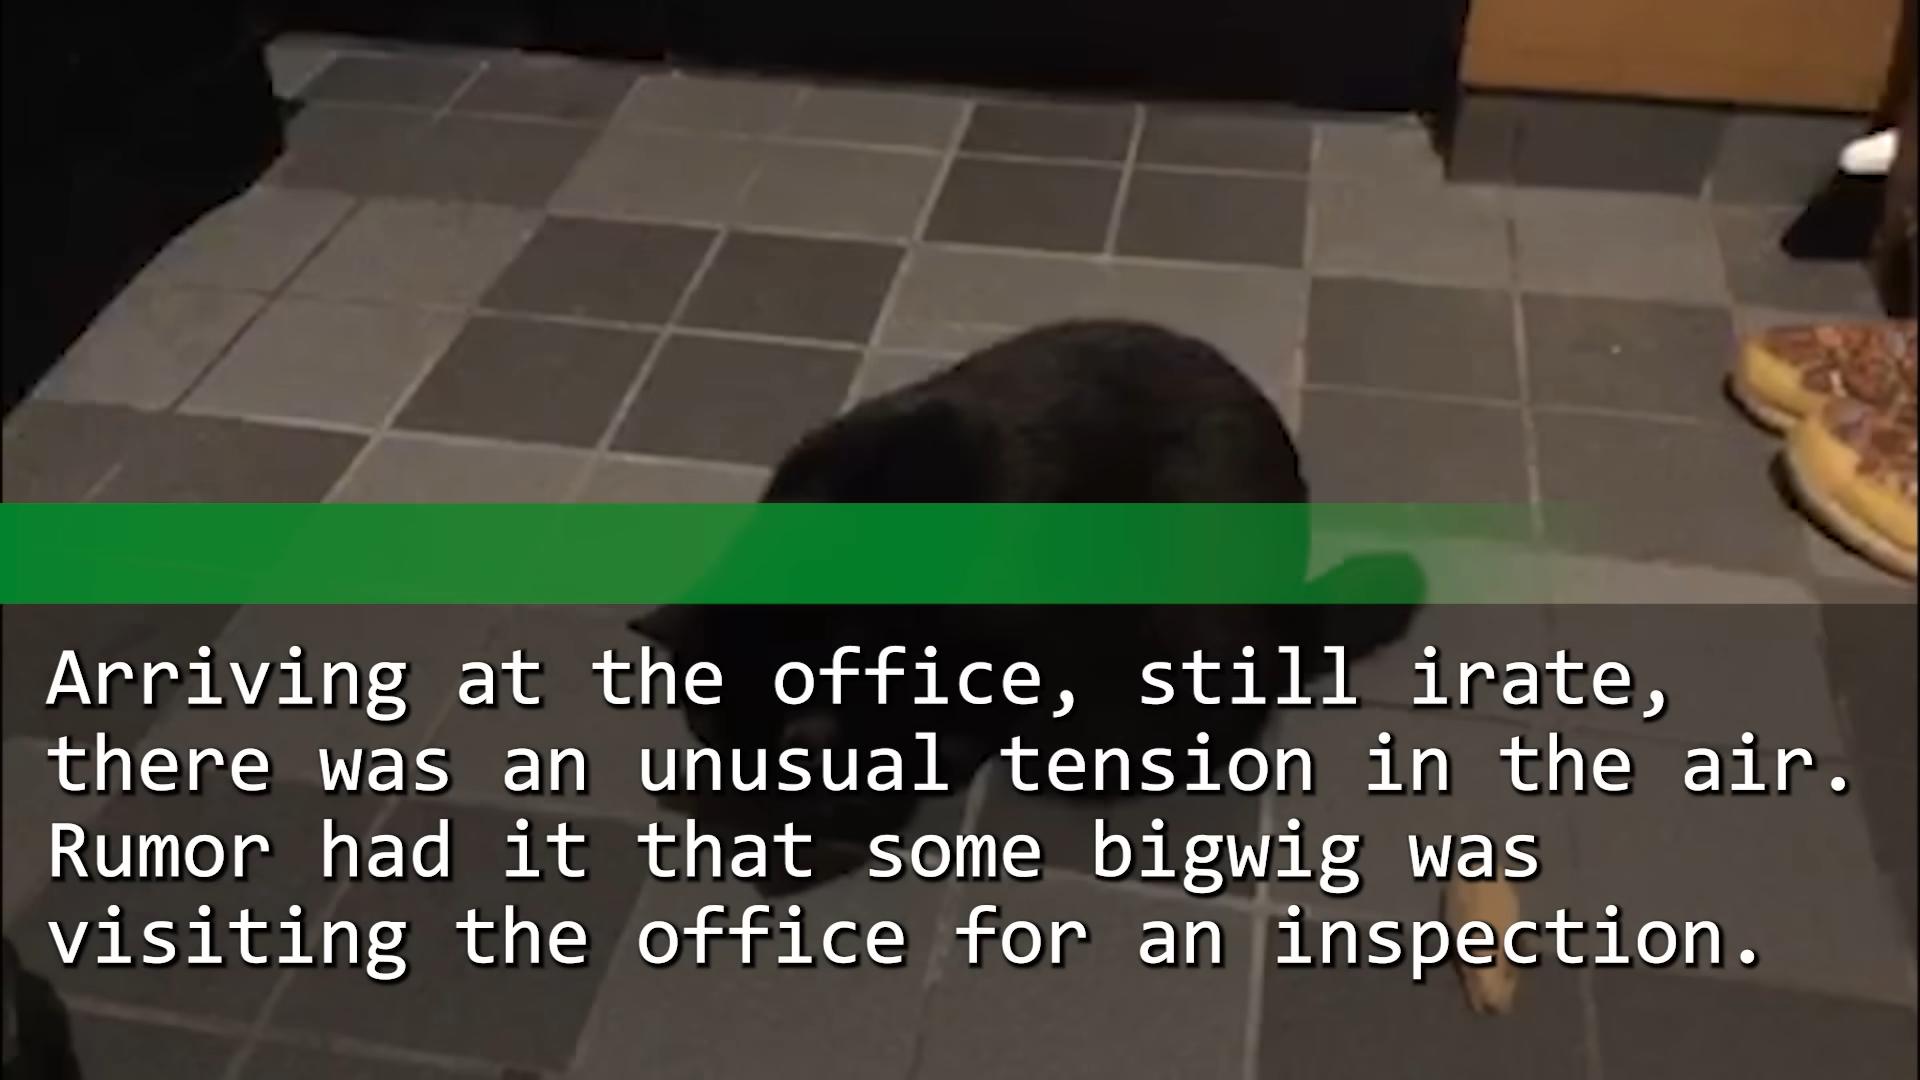 Arriving at the office, still irate,
there was an unusual tension in the air.
Rumor had it that some bigwig was
visiting the office for an inspection.